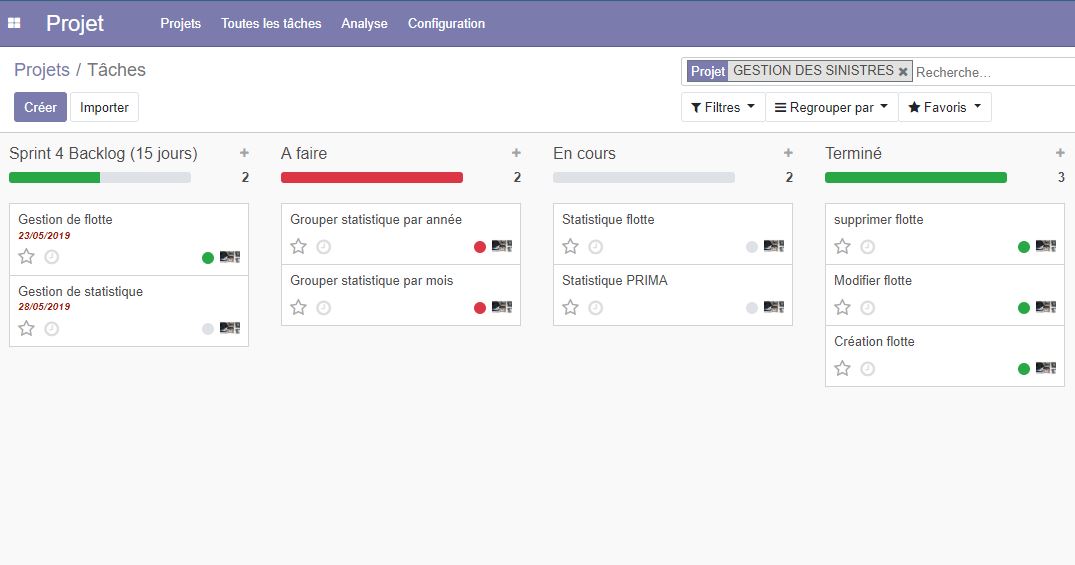 Projet Projets Toutes les tâches Analyse Configuration
Projets / Tâches
Projet GESTION DES SINISTRES Recherche...
Créer Importer
Filtres Regrouper par Favoris
Sprint 4 Backlog (15 jours) +
2
Gestion de flotte
23/05/2019
Gestion de statistique
28/05/2019
A faire +
2
Grouper statistique par année
Grouper statistique par mois
En cours +
2
Statistique flotte
Statistique PRIMA
Terminé +
3
supprimer flotte
Modifier flotte
Création flotte